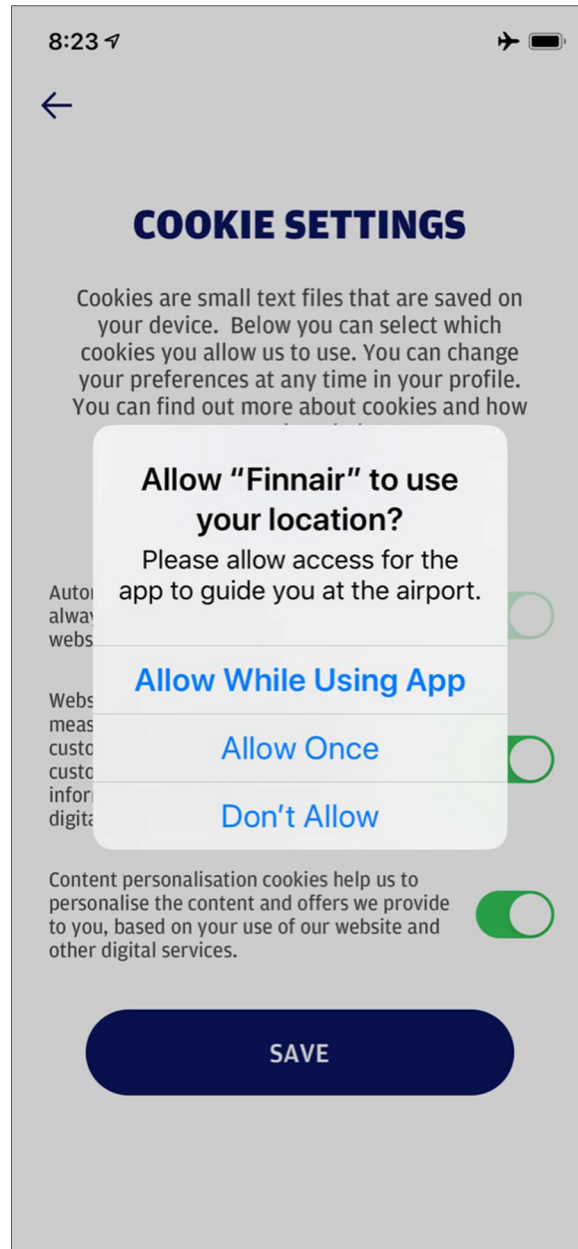 8:23
COOKIE SETTINGS
Cookies are small text files that are saved on
your device. Below you can select which
cookies you allow us to use. You can change
your preferences at any time in your profile.
You can find out more about cookies and how
Allow “Finnair” to use
your location?
Please allow access for the
app to guide you at the airport.
Allow While Using App
Allow Once
Don’t Allow
Content personalisation cookies help us to
personalise the content and offers we provide
to you, based on your use of our website and
other digital services.
SAVE